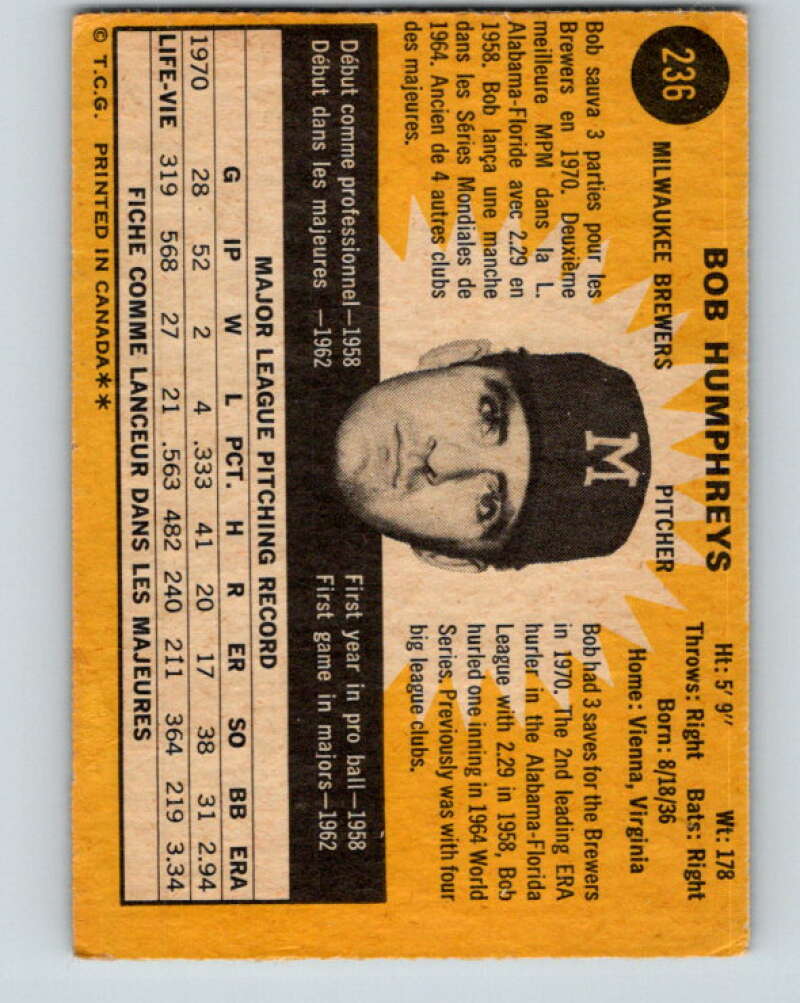 236
BOB HUMPHREYS
MILWAUKEE BREWERS PITCHER
Ht: 5' 9" Wt: 178
Throws: Right Bats: Right
Born: 8/18/36
Home: Vienna, Virginia
Bob sauva 3 parties pour les
Brewers en 1970. Deuxième
meilleure MPM dans la L.
Alabama-Floride avec 2.29 en
1958. Bob lança une manche
dans les Séries Mondiales de
1964. Ancien de 4 autres clubs
des majeures.
M
Bob had 3 saves for the Brewers
in 1970. The 2nd leading ERA
hurler in the Alabama-Florida
League with 2.29 in 1958, Bob
hurled one inning in 1964 World
Series. Previously was with four
big league clubs.
Début comme professionnel—1958
Début dans les majeures —1962
First year in pro ball—1958
First game in majors—1962
MAJOR LEAGUE PITCHING RECORD
G IP W L PCT. H R ER SO BB ERA
1970 28 52 2 4 .333 41 20 17 38 31 2.94
LIFE-VIE 319 568 27 21 .563 482 240 211 364 219 3.34
FICHE COMME LANCEUR DANS LES MAJEURES
© T.C.G. PRINTED IN CANADA**